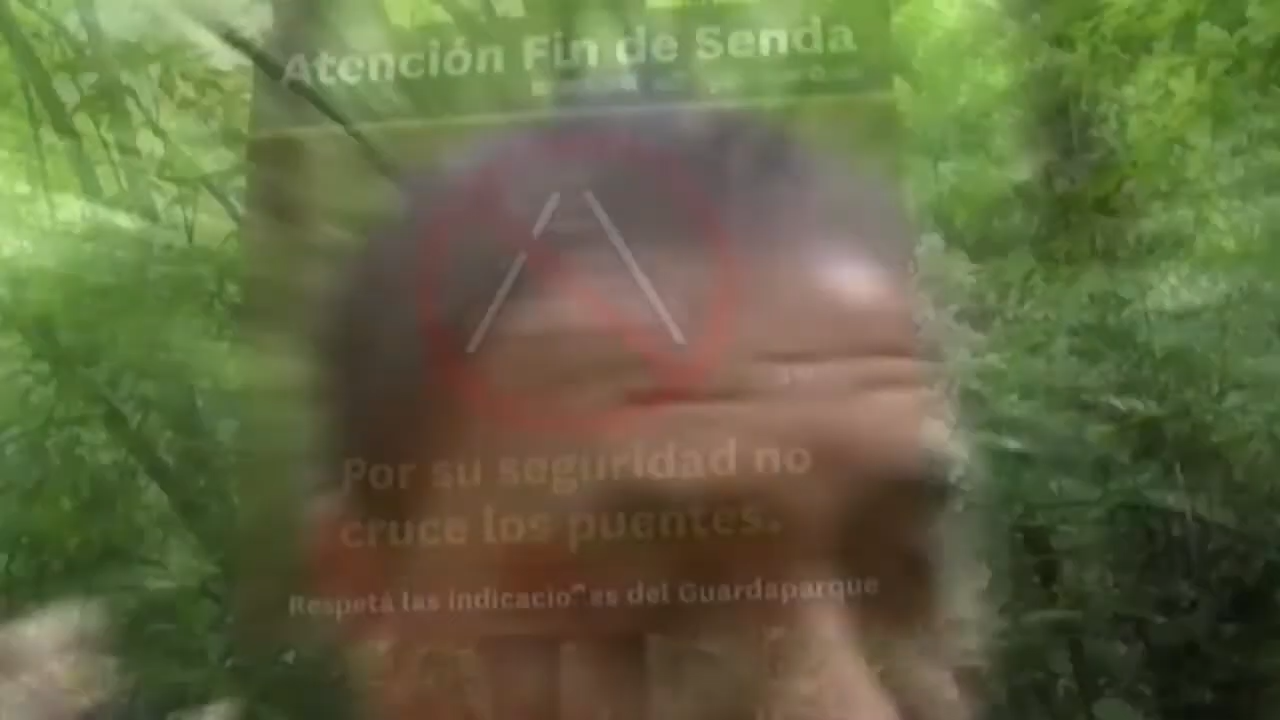 Atención Fin de Senda
Por su seguridad no
cruce los puentes.
Respetá las indicaciones del Guardaparque